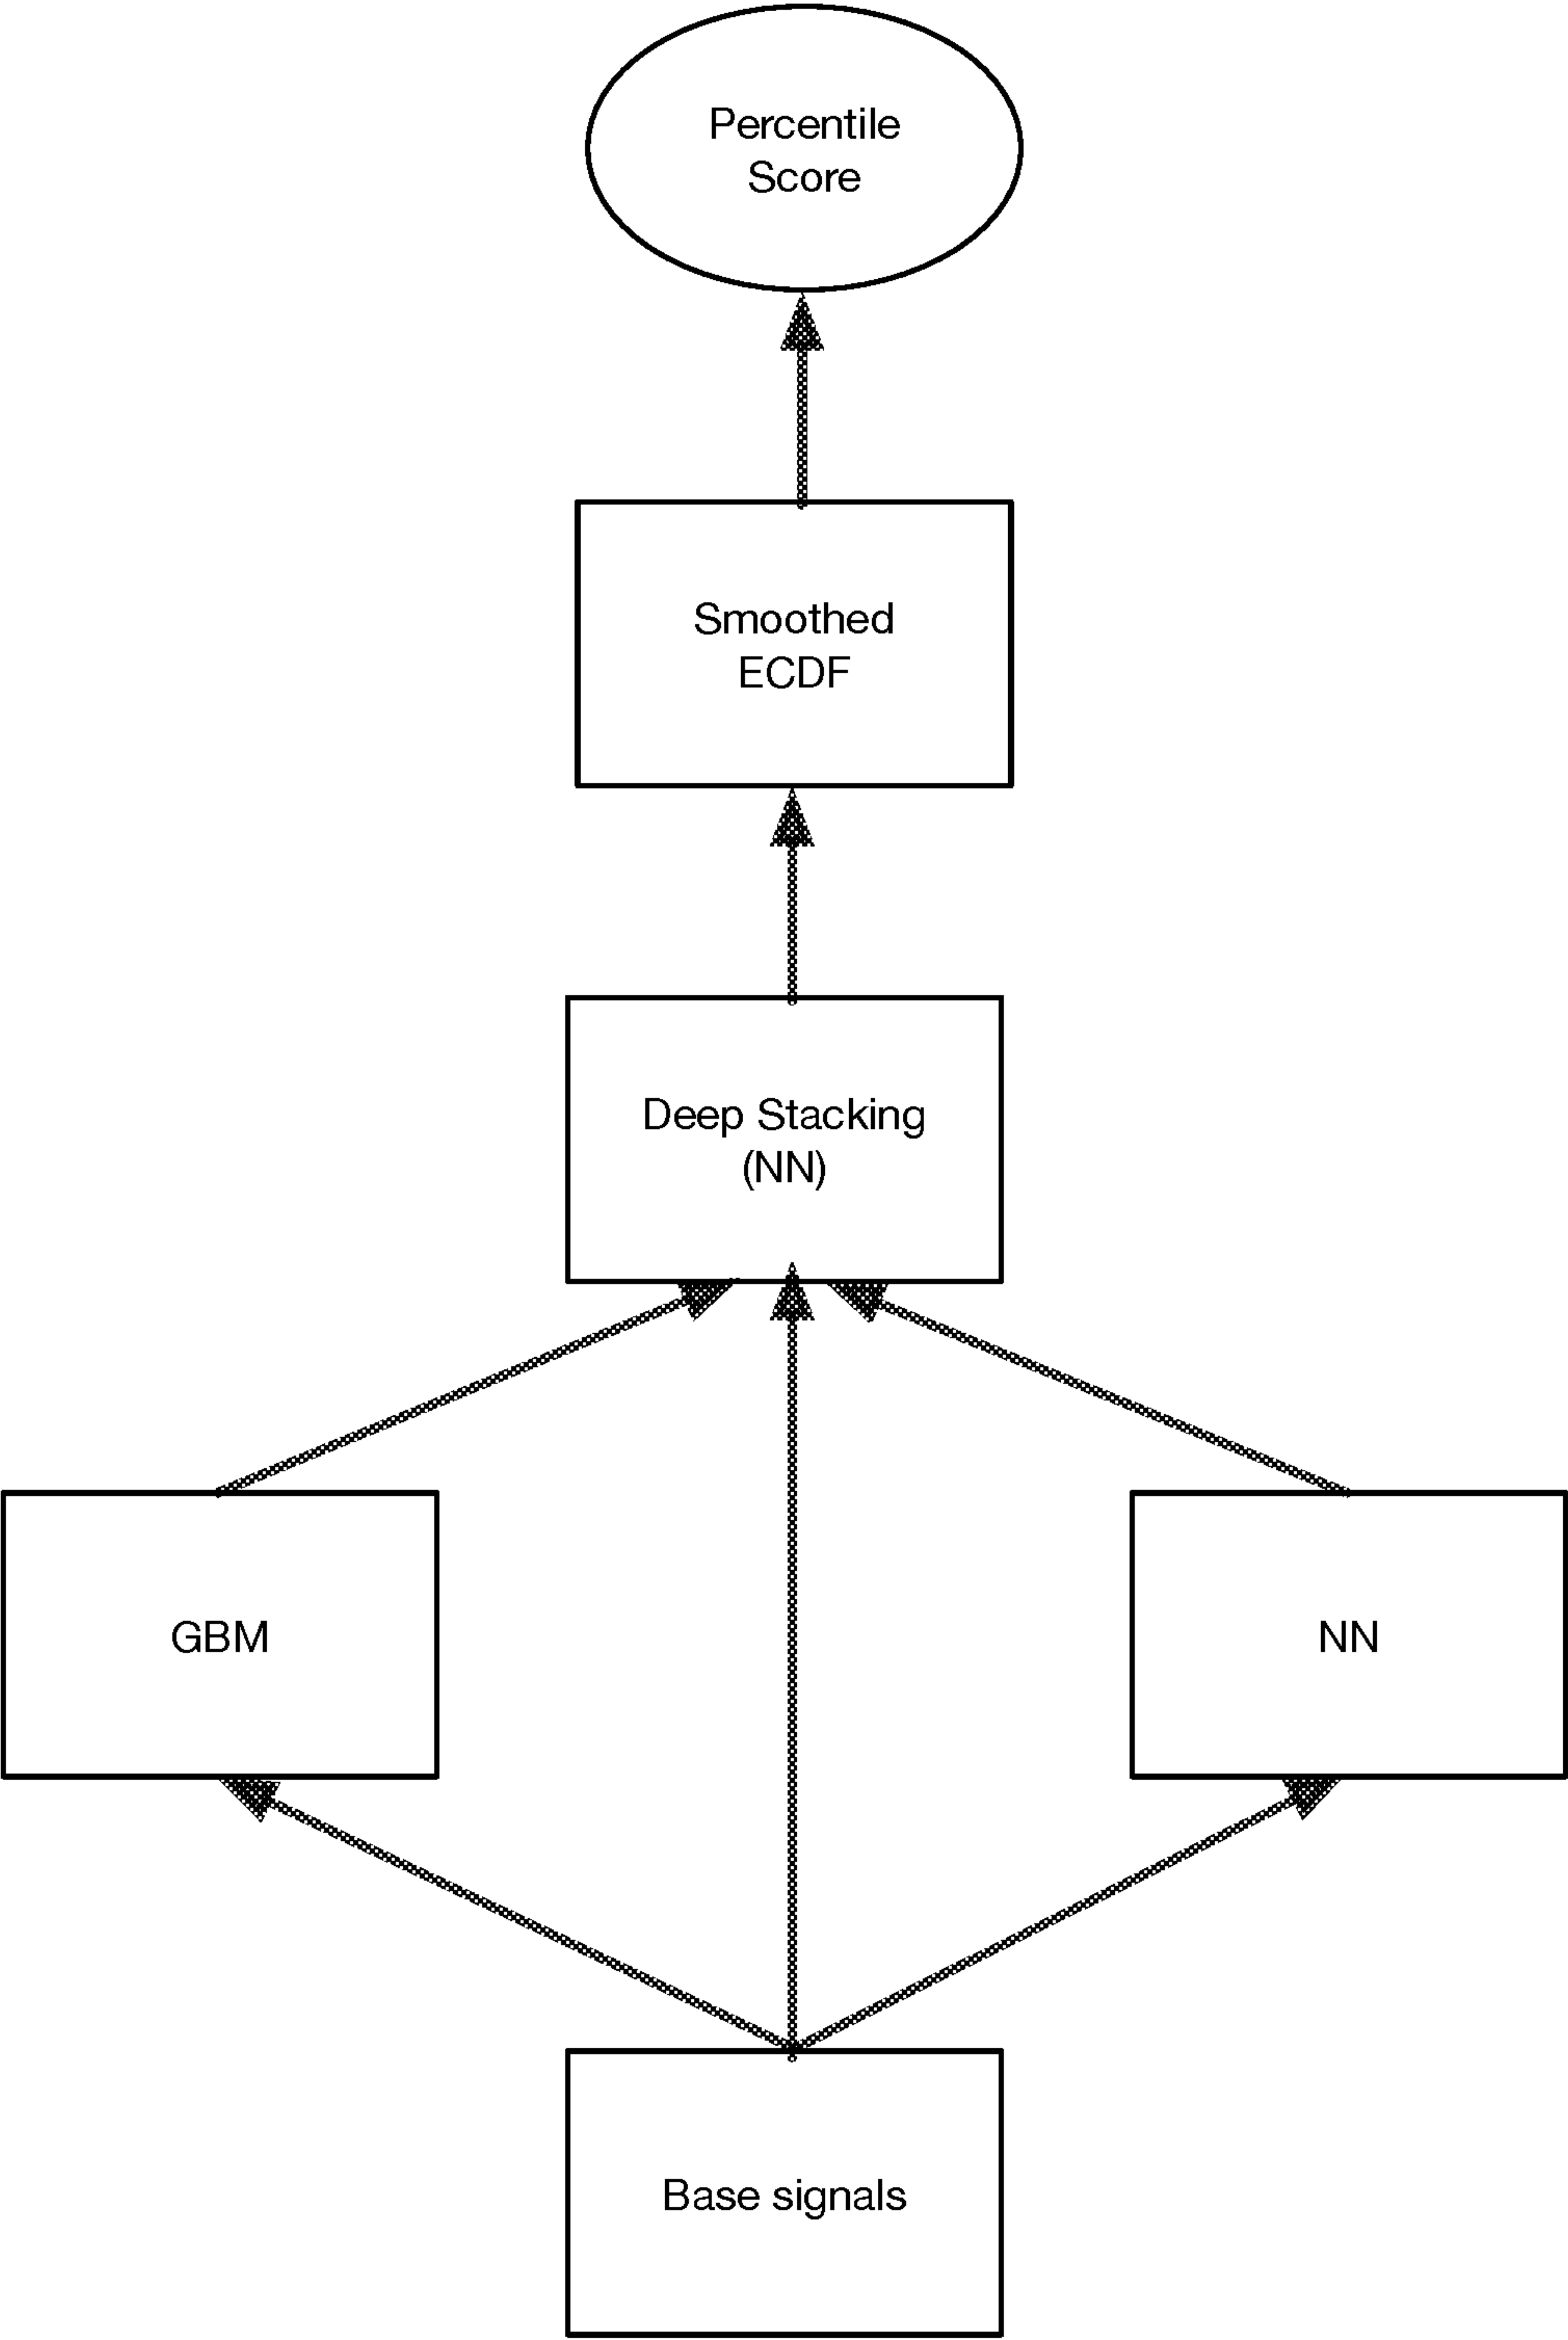 Percentile
Score
Smoothed
ECDF
Deep Stacking
(NN)
GBM
NN
Base signals